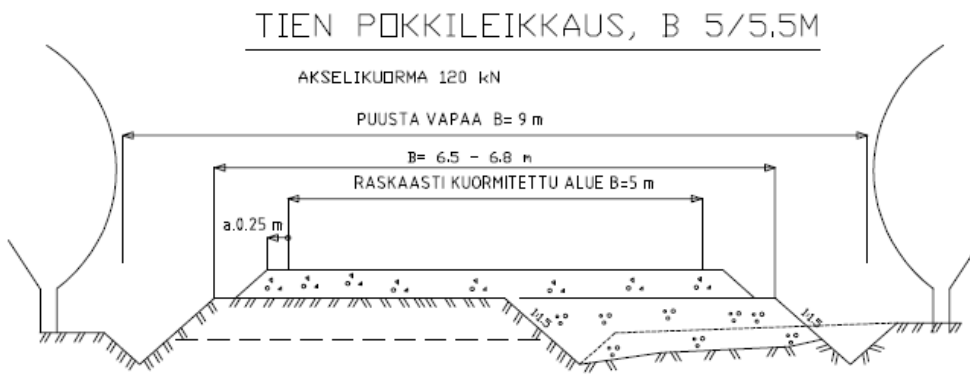 TIEN POKKILEIKKAUS, B 5/5.5M
AKSELIKUORMA 120 kN
PUUSTA VAPAA B= 9 m
B= 6.5 - 6.8 m
RASKAASTI KUORMITETTU ALUE B=5 m
a.0.25 m
1:1.5
1:1.5